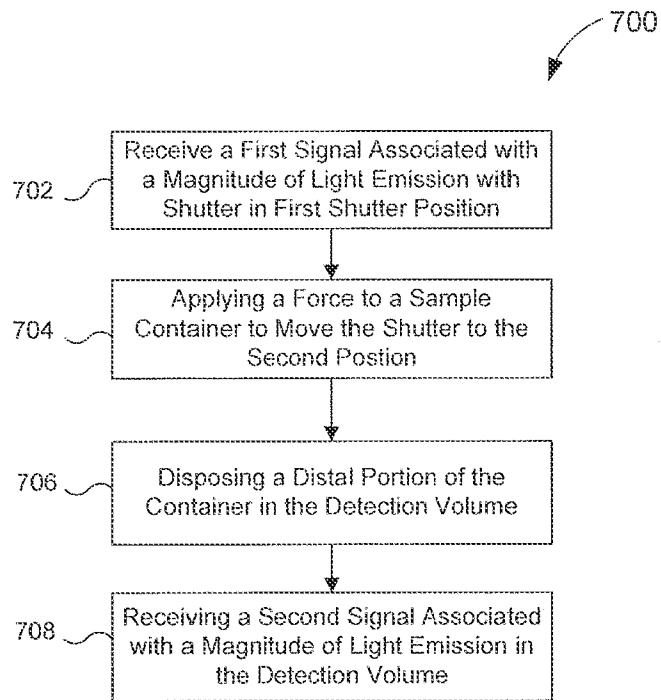 700
702
Receive a First Signal Associated with
a Magnitude of Light Emission with
Shutter in First Shutter Position
704
Applying a Force to a Sample
Container to Move the Shutter to the
Second Postion
706
Disposing a Distal Portion of the
Container in the Detection Volume
708
Receiving a Second Signal Associated
with a Magnitude of Light Emission in
the Detection Volume